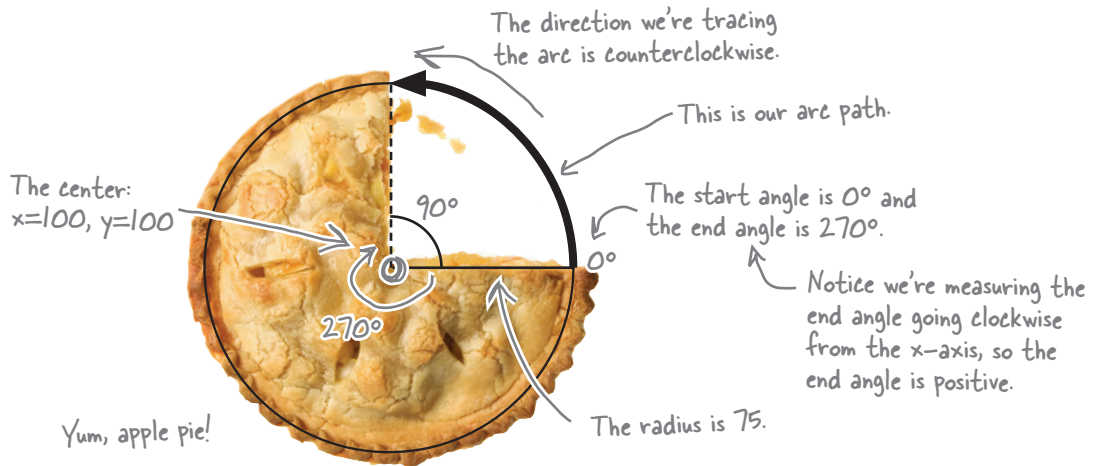 The direction we're tracing
the arc is counterclockwise.
This is our arc path.
The center:
x=100, y=100
90°
The start angle is 0° and
the end angle is 270°.
0°
Notice we're measuring the
end angle going clockwise
from the x-axis, so the
end angle is positive.
270°
The radius is 75.
Yum, apple pie!